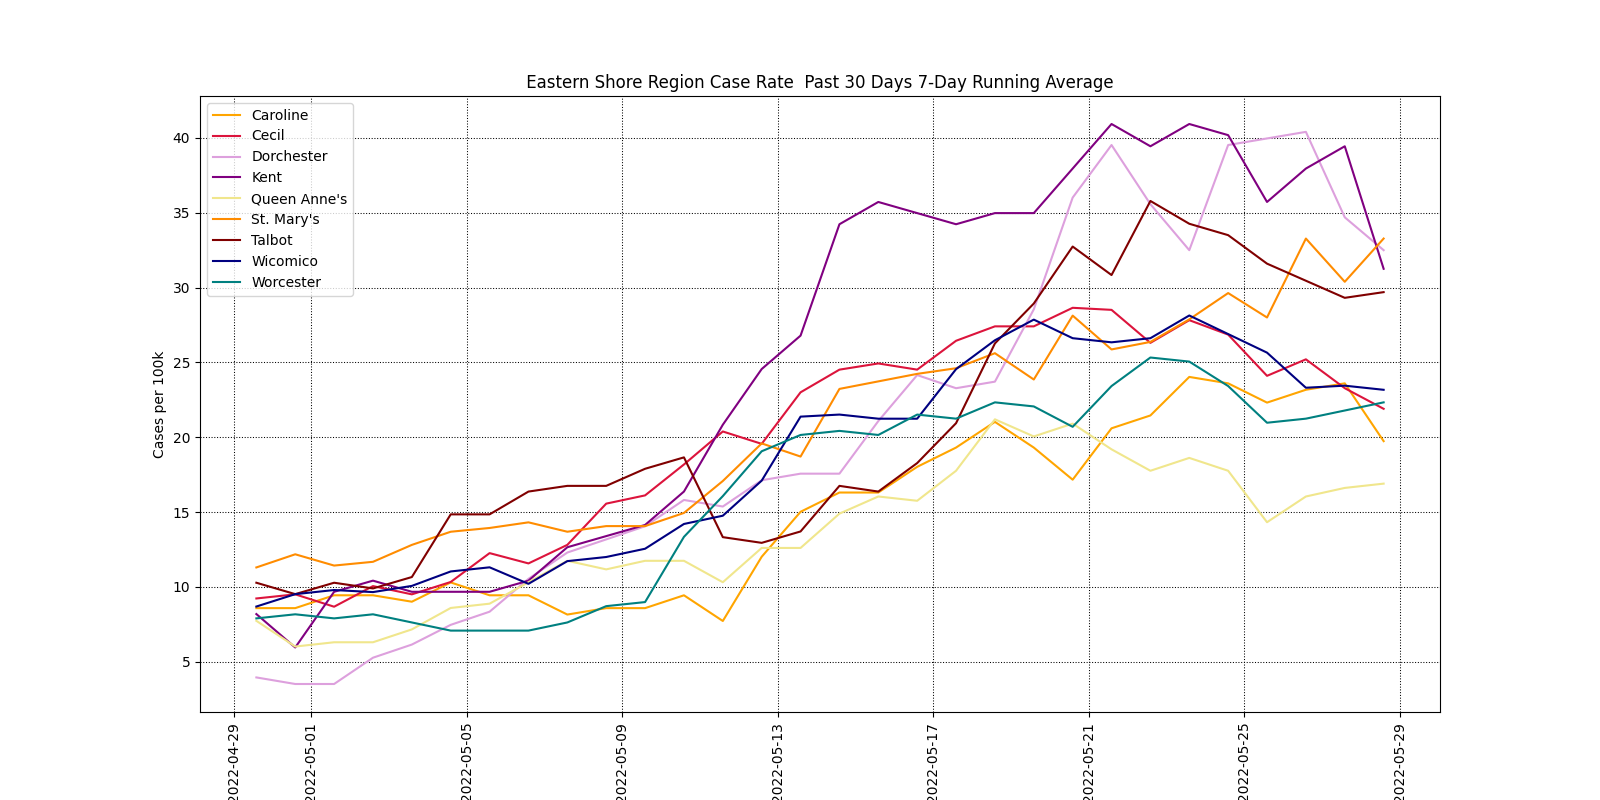 Eastern Shore Region Case Rate  Past 30 Days 7-Day Running Average
Caroline
Cecil
Dorchester
Kent
Queen Anne's
St. Mary's
Talbot
Wicomico
Worcester
Cases per 100k
40
35
30
25
20
15
10
5
2022-04-29
2022-05-01
2022-05-05
2022-05-09
2022-05-13
2022-05-17
2022-05-21
2022-05-25
2022-05-29